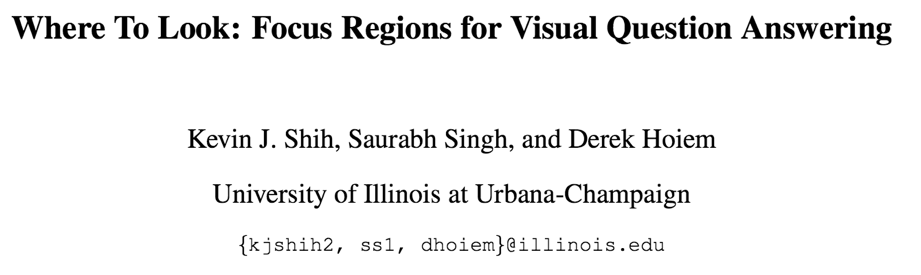 Where To Look: Focus Regions for Visual Question Answering
Kevin J. Shih, Saurabh Singh, and Derek Hoiem
University of Illinois at Urbana-Champaign
{kjshih2, ss1, dhoiem}@illinois.edu